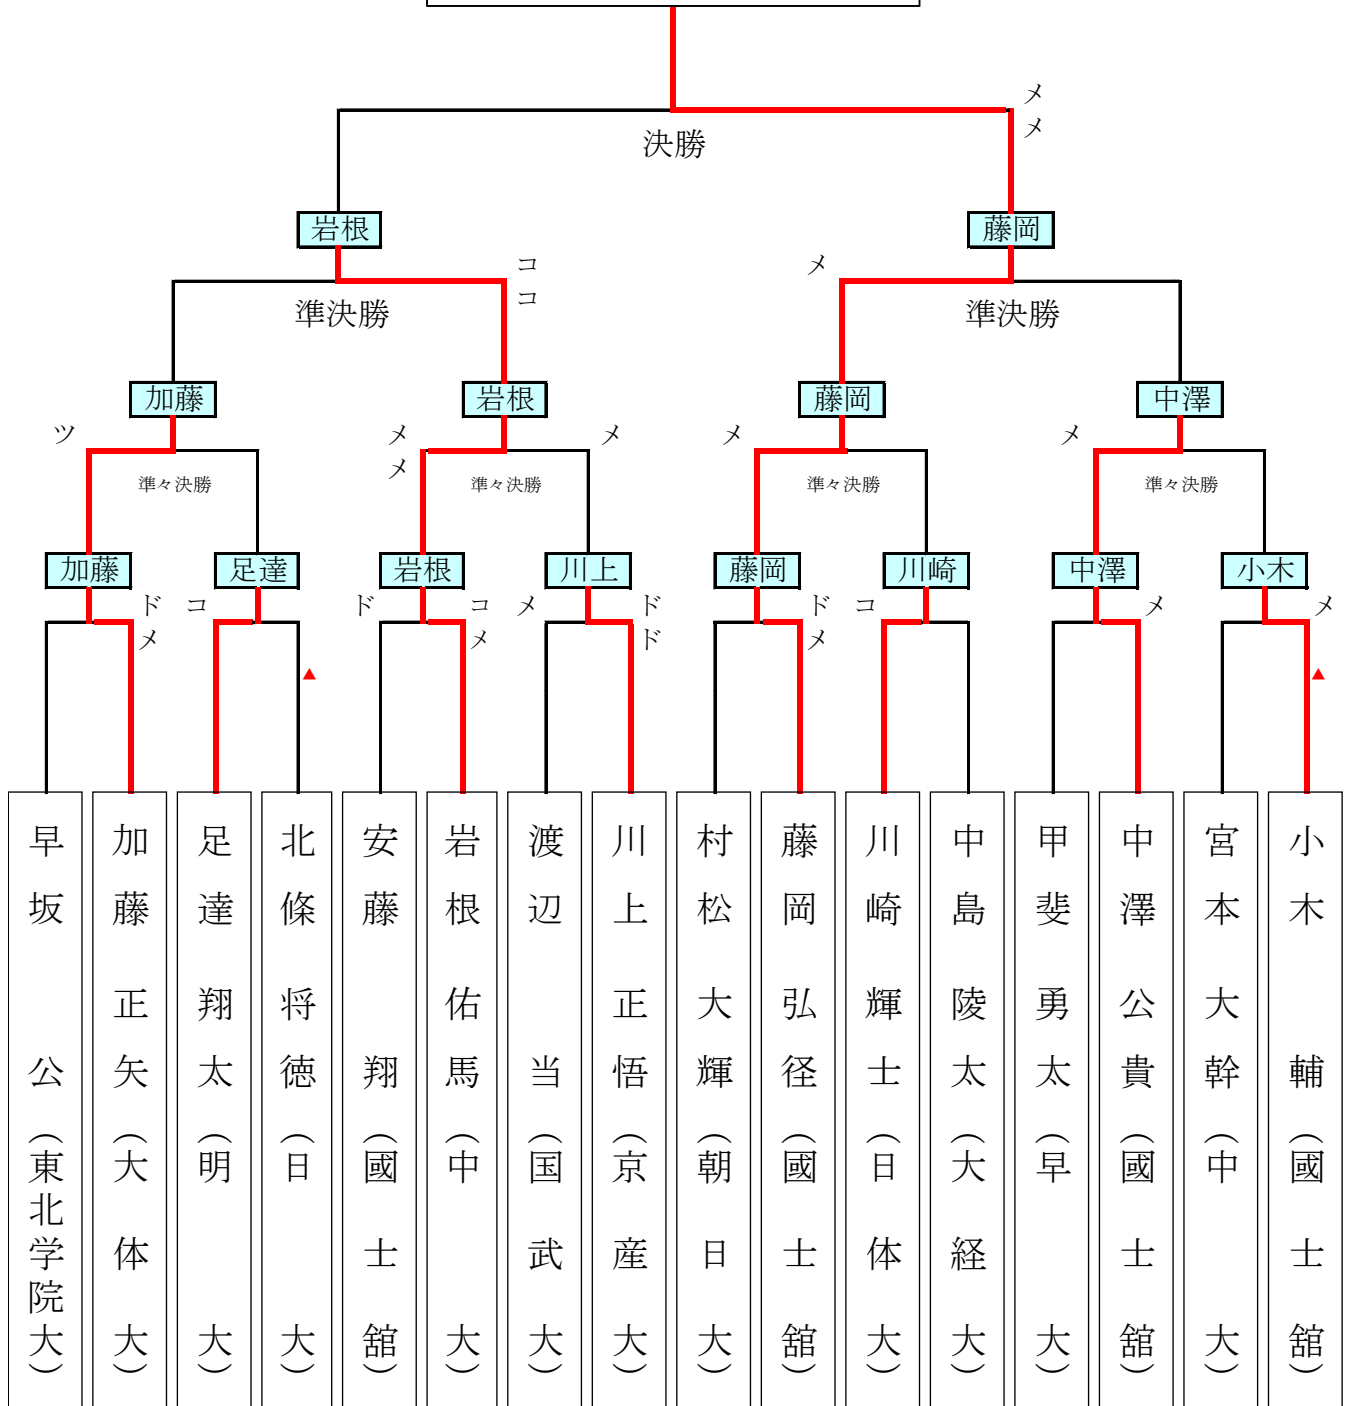 メ
メ
決勝
岩根
藤岡
コ
コ
メ
準決勝
準決勝
加藤
岩根
藤岡
中澤
ツ
メ
メ
メ
メ
メ
準々決勝
準々決勝
準々決勝
準々決勝
加藤
足達
岩根
川上
藤岡
川崎
中澤
小木
ド
メ
コ
▲
ド
コ
メ
メ
ド
ド
ド
メ
コ
メ
メ
▲
早坂 公(東北学院大)
加藤正矢(大体大)
足達翔太(明大)
北條将徳(日大)
安藤 翔(國士舘)
岩根佑馬(中大)
渡辺 当(国武大)
川上正悟(京産大)
村松大輝(朝日大)
藤岡弘径(國士舘)
川崎輝士(日体大)
中島陵太(大経大)
甲斐勇太(早大)
中澤公貴(國士舘)
宮本大幹(中大)
小木 輔(國士舘)